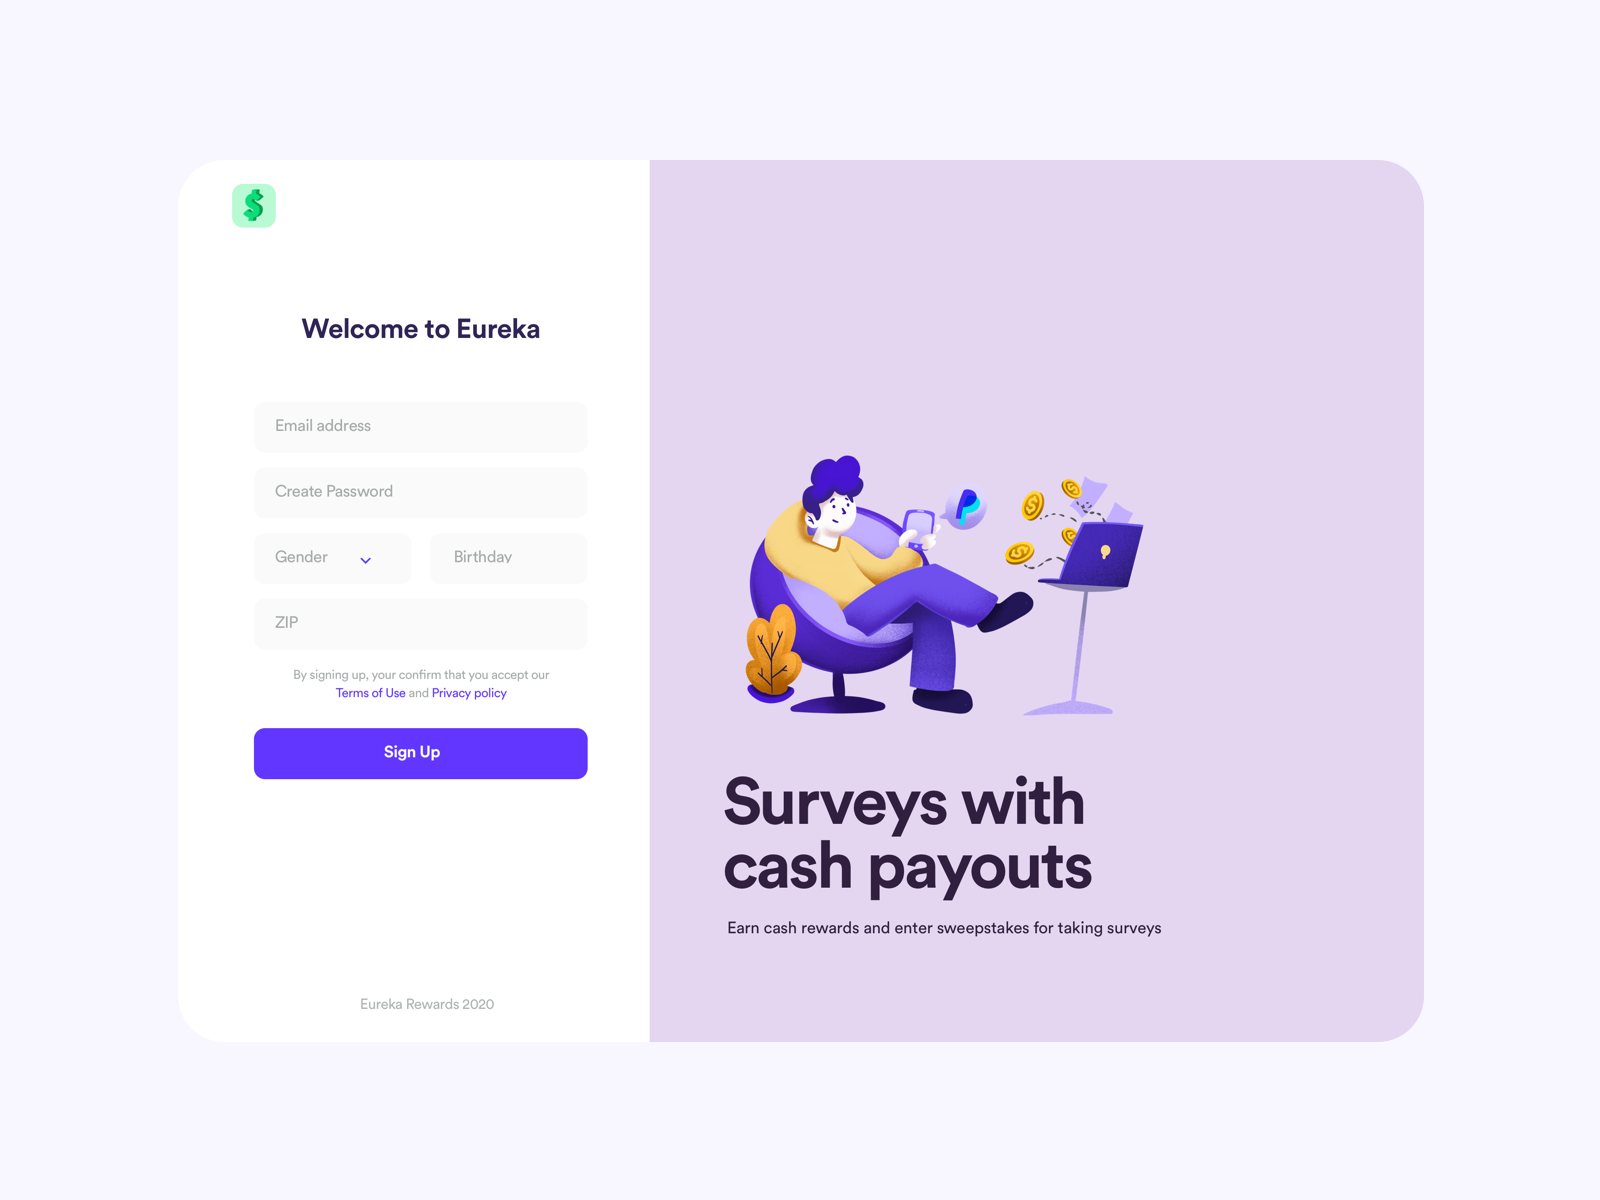 Welcome to Eureka
Email address
Create Password
Gender
Birthday
ZIP
By signing up, your confirm that you accept our
Terms of Use and Privacy policy
Sign Up
Eureka Rewards 2020
Surveys with
cash payouts
Earn cash rewards and enter sweepstakes for taking surveys